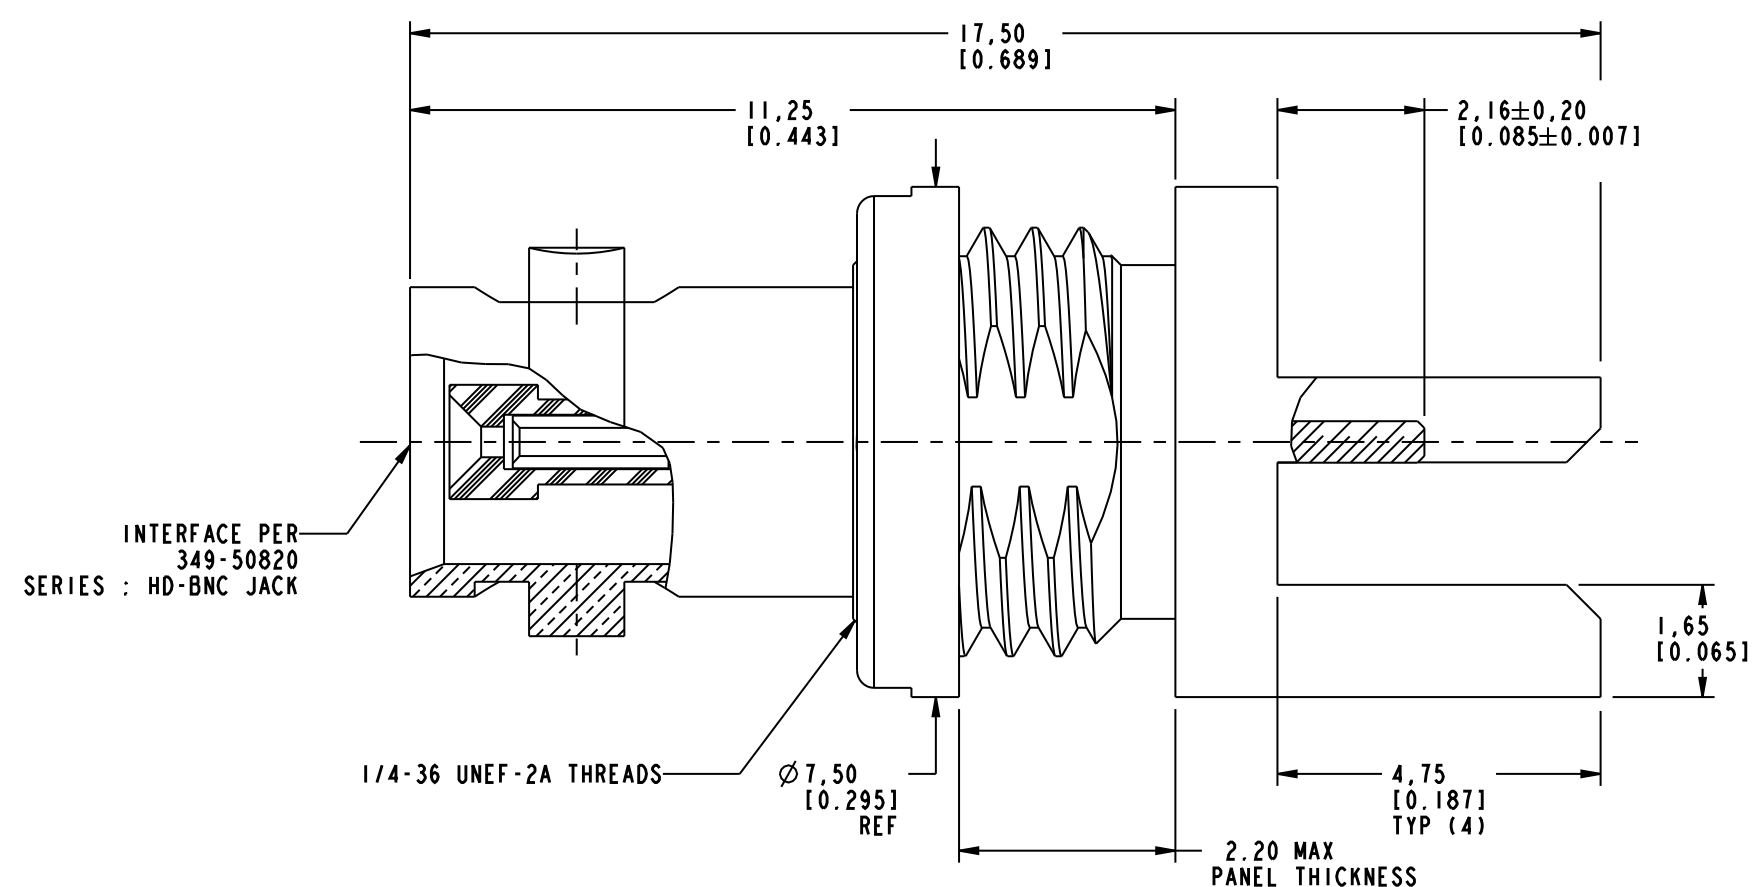 17,50
[0.689]
11,25
[0.443]
2,16±0,20
[0.085±0.007]
INTERFACE PER
349-50820
SERIES : HD-BNC JACK
1,65
[0.065]
1/4-36 UNEF-2A THREADS
Ø 7,50
[0.295]
REF
4,75
[0.187]
TYP (4)
2.20 MAX
PANEL THICKNESS